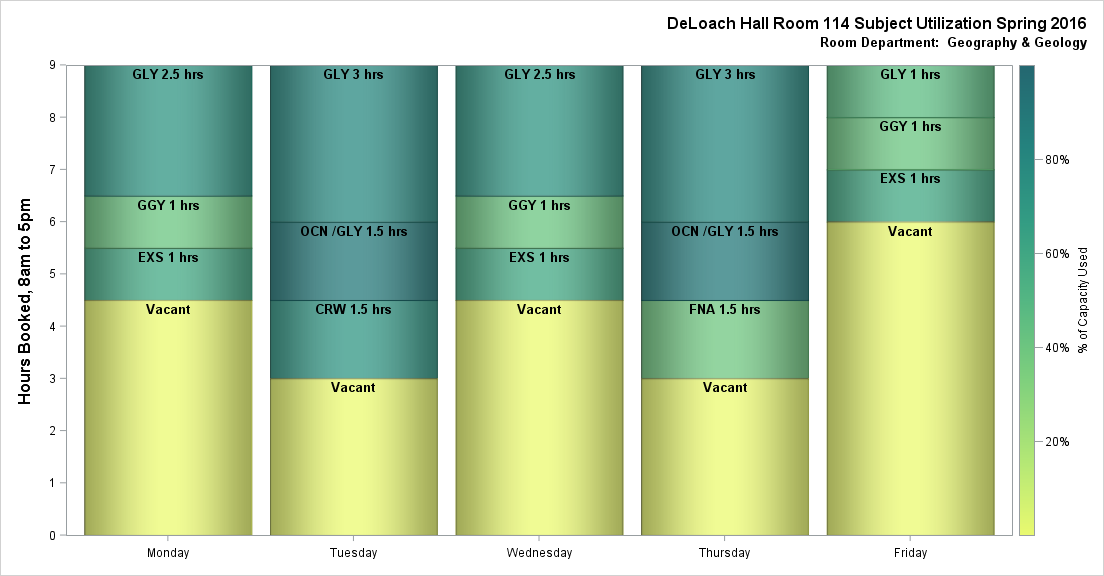 DeLoach Hall Room 114 Subject Utilization Spring 2016
Room Department:  Geography & Geology
Hours Booked, 8am to 5pm
9
8
7
6
5
4
3
2
1
0
GLY 2.5 hrs
GGY 1 hrs
EXS 1 hrs
Vacant
GLY 3 hrs
OCN /GLY 1.5 hrs
CRW 1.5 hrs
Vacant
GLY 2.5 hrs
GGY 1 hrs
EXS 1 hrs
Vacant
GLY 3 hrs
OCN /GLY 1.5 hrs
FNA 1.5 hrs
Vacant
GLY 1 hrs
GGY 1 hrs
EXS 1 hrs
Vacant
Monday
Tuesday
Wednesday
Thursday
Friday
80%
60%
40%
20%
% of Capacity Used